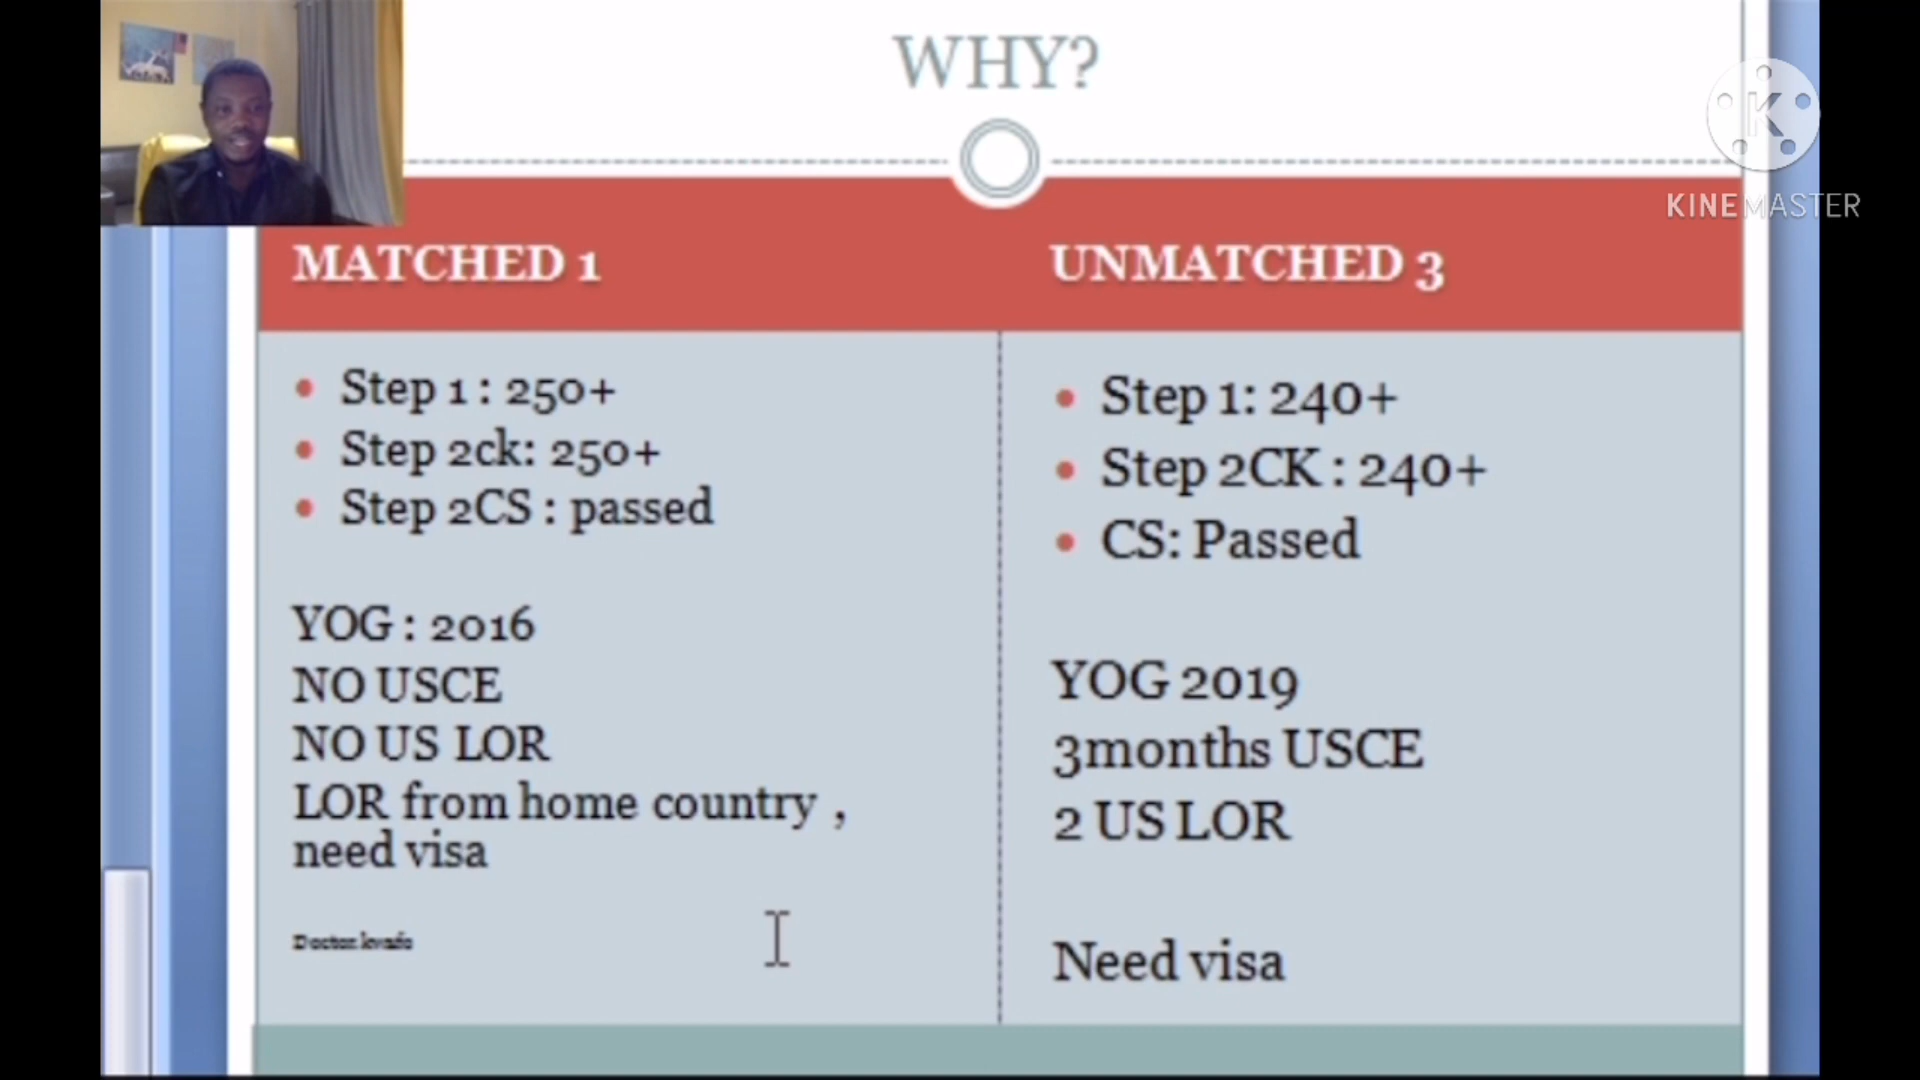 WHY?
K
KINEMASTER
MATCHED 1
Step 1 : 250+
Step 2ck: 250+
Step 2CS : passed
YOG : 2016
NO USCE
NO US LOR
LOR from home country ,
need visa
Doctor
UNMATCHED 3
Step 1: 240+
Step 2CK : 240+
CS: Passed
YOG 2019
3months USCE
2 US LOR
Need visa